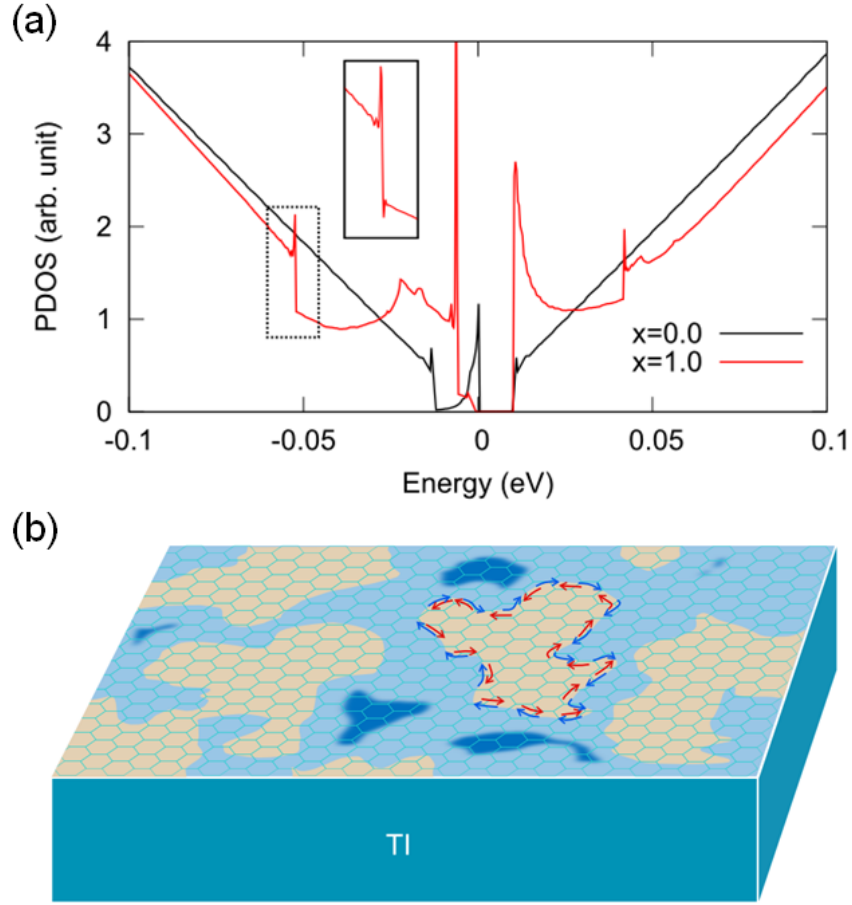 (a)
4
3
2
1
0
PDOS (arb. unit)
x=0.0
x=1.0
-0.1
-0.05
0
0.05
0.1
Energy (eV)
(b)
TI